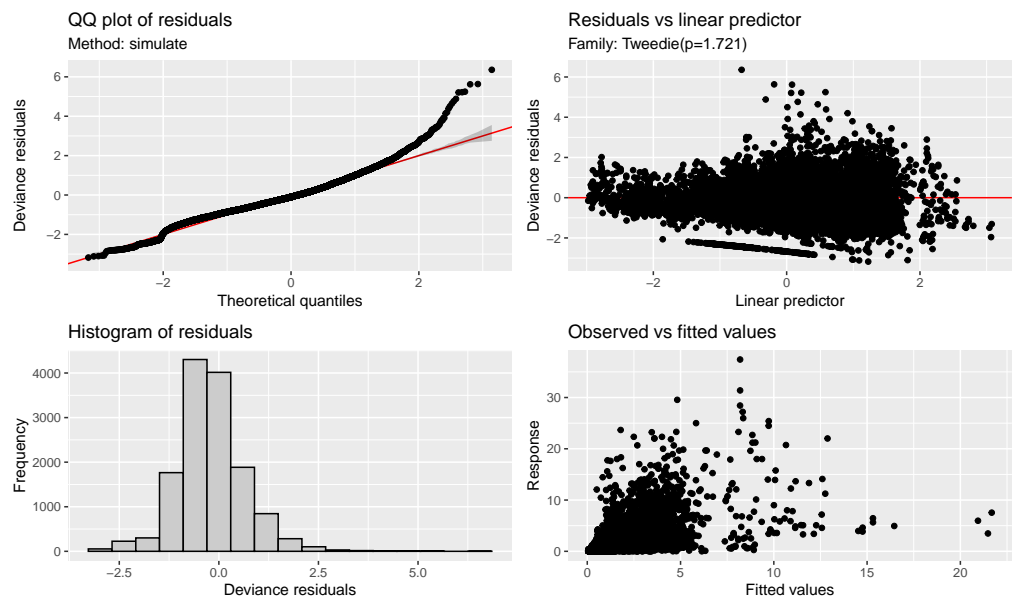 QQ plot of residuals
Method: simulate
6
4
2
0
−2
−2
0
2
Deviance residuals
Theoretical quantiles
Residuals vs linear predictor
Family: Tweedie(p=1.721)
6
4
2
0
−2
−2
0
2
Deviance residuals
Linear predictor
Histogram of residuals
4000
3000
2000
1000
0
−2.5
0.0
2.5
5.0
Frequency
Deviance residuals
Observed vs fitted values
30
20
10
0
0
5
10
15
20
Response
Fitted values